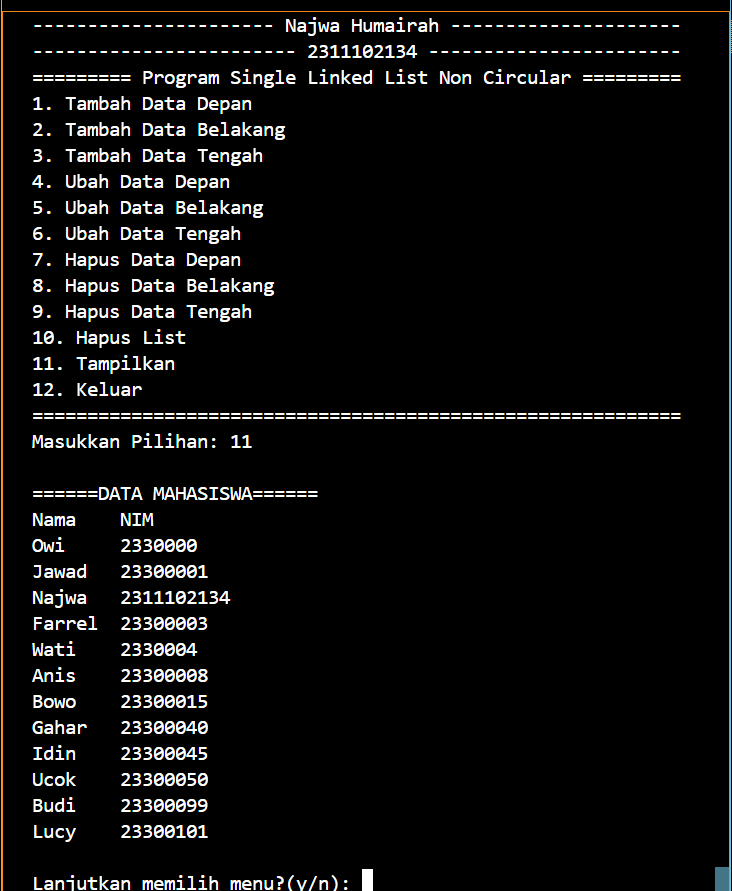 ---------------------- Najwa Humairah ---------------------
------------------------ 2311102134 -----------------------
========= Program Single Linked List Non Circular =========
1. Tambah Data Depan
2. Tambah Data Belakang
3. Tambah Data Tengah
4. Ubah Data Depan
5. Ubah Data Belakang
6. Ubah Data Tengah
7. Hapus Data Depan
8. Hapus Data Belakang
9. Hapus Data Tengah
10. Hapus List
11. Tampilkan
12. Keluar
===========================================================
Masukkan Pilihan: 11
======DATA MAHASISWA======
Nama    NIM
Owi     2330000
Jawad   23300001
Najwa   2311102134
Farrel  23300003
Wati    2330004
Anis    23300008
Bowo    23300015
Gahar   23300040
Idin    23300045
Ucok    23300050
Budi    23300099
Lucy    23300101
Lanjutkan memilih menu?(y/n):